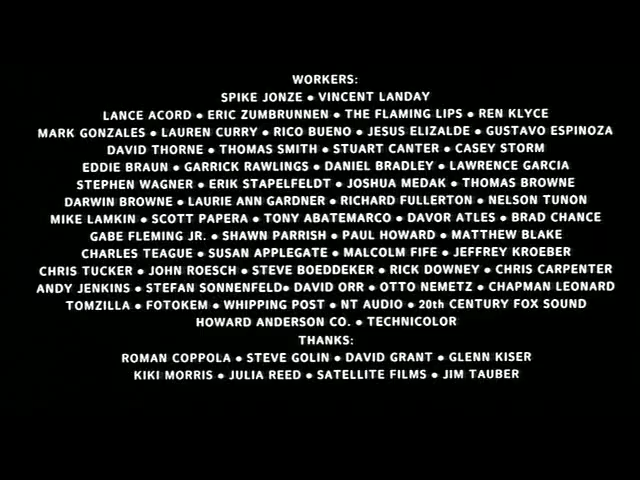 WORKERS:
SPIKE JONZE • VINCENT LANDAY
LANCE ACORD • ERIC ZUMBRUNNEN • THE FLAMING LIPS • REN KLYCE
MARK GONZALES • LAUREN CURRY • RICO BUENO • JESUS ELIZALDE • GUSTAVO ESPINOZA
DAVID THORNE • THOMAS SMITH • STUART CANTER • CASEY STORM
EDDIE BRAUN • GARRICK RAWLINGS • DANIEL BRADLEY • LAWRENCE GARCIA
STEPHEN WAGNER • ERIK STAPELFELDT • JOSHUA MEDAK • THOMAS BROWNE
DARWIN BROWNE • LAURIE ANN GARDNER • RICHARD FULLERTON • NELSON TUNON
MIKE LAMKIN • SCOTT PAPERA • TONY ABATEMARCO • DAVOR ATLES • BRAD CHANCE
GABE FLEMING JR. • SHAWN PARRISH • PAUL HOWARD • MATTHEW BLAKE
CHARLES TEAGUE • SUSAN APPLEGATE • MALCOLM FIFE • JEFFREY KROEBER
CHRIS TUCKER • JOHN ROESCH • STEVE BOEDDEKER • RICK DOWNEY • CHRIS CARPENTER
ANDY JENKINS • STEFAN SONNENFELD• DAVID ORR • OTTO NEMETZ • CHAPMAN LEONARD
TOMZILLA • FOTOKEM • WHIPPING POST • NT AUDIO • 20th CENTURY FOX SOUND
HOWARD ANDERSON CO. • TECHNICOLOR
THANKS:
ROMAN COPPOLA • STEVE GOLIN • DAVID GRANT • GLENN KISER
KIKI MORRIS • JULIA REED • SATELLITE FILMS • JIM TAUBER